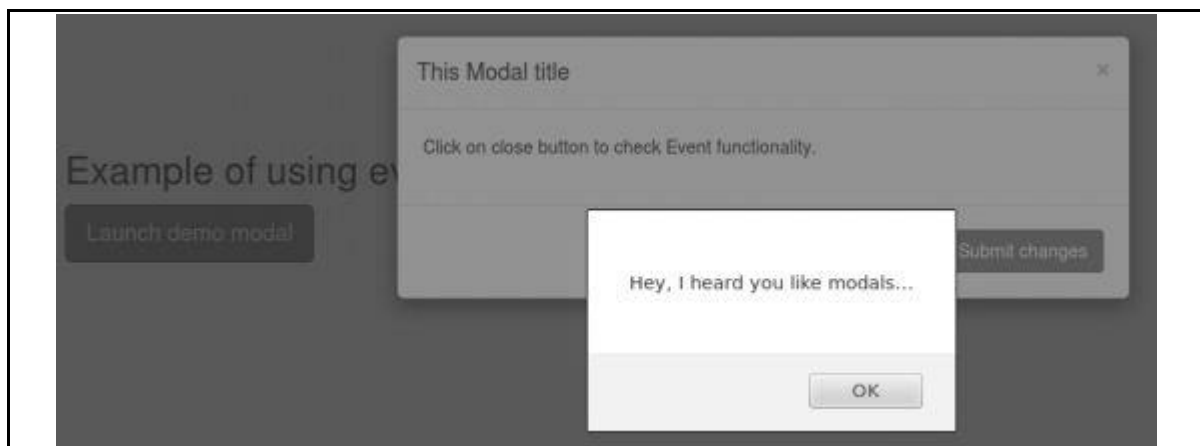 This Modal title
×
Click on close button to check Event functionality.
Example of using ev
Launch demo modal
Submit changes
Hey, I heard you like modals...
OK